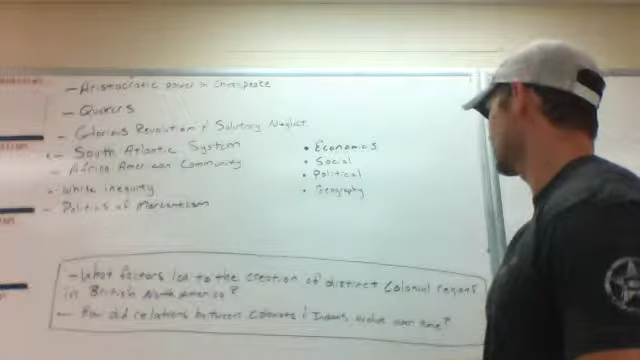 - Aristocratic power in Chesapeake
- Quakers
- Glorious Revolution & Salutary Neglect
- South Atlantic System
- African American Community
- White inequity
- Politics of Mercantilism
• Economics
• Social
• Political
• Geography
- What factors led to the creation of distinct Colonial regions
in British North America?
- How did relations between Colonists & Indians evolve over time?